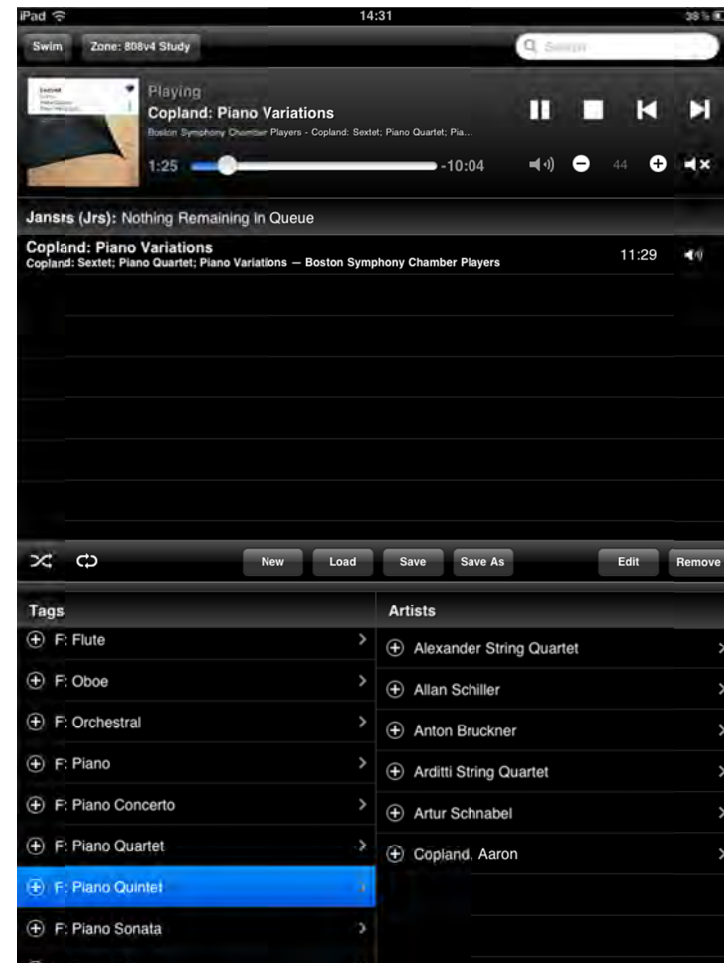 iPad 14:31 38%
Swim Zone: 808v4 Study Search
Playing
Copland: Piano Variations
Boston Symphony Chamber Players - Copland: Sextet; Piano Quartet; Pia...
1:25 -10:04 44
Jansrs (Jrs): Nothing Remaining in Queue
Copland: Piano Variations
Copland: Sextet; Piano Quartet; Piano Variations — Boston Symphony Chamber Players
11:29
New Load Save Save As Edit Remove
Tags
F: Flute
F: Oboe
F: Orchestral
F: Piano
F: Piano Concerto
F: Piano Quartet
F: Piano Quintet
F: Piano Sonata
Artists
Alexander String Quartet
Allan Schiller
Anton Bruckner
Arditti String Quartet
Artur Schnabel
Copland, Aaron